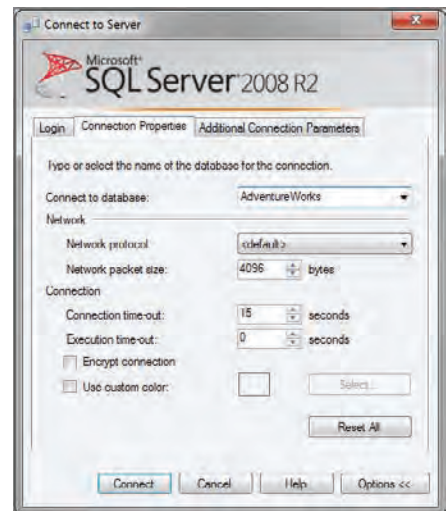 Connect to Server
Microsoft®
SQL Server® 2008 R2
Login Connection Properties Additional Connection Parameters
Type or select the name of the database for the connection.
Connect to database: AdventureWorks
Network
Network protocol <default>
Network packet size: 4096 bytes
Connection
Connection time-out: 15 seconds
Execution time-out: 0 seconds
Encrypt connection
Use custom color: Select...
Reset All
Connect Cancel Help Options <<